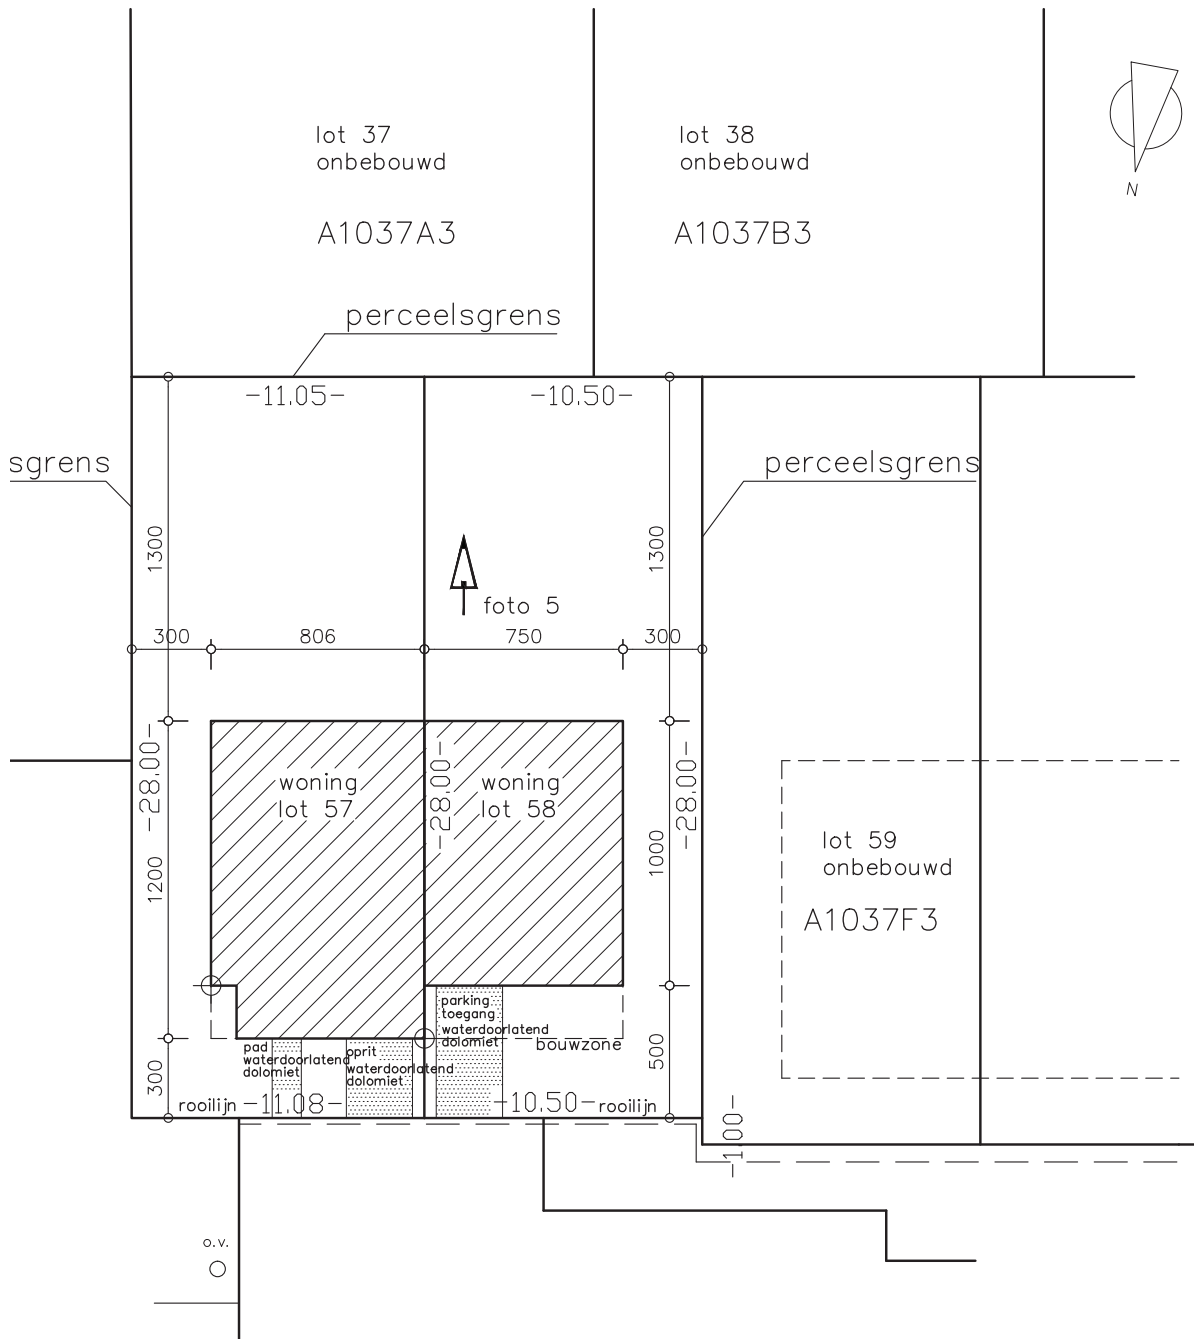 lot 37
onbebouwd
A1037A3
lot 38
onbebouwd
A1037B3
N
perceelsgrens
-11.05-
-10.50-
sgrens
perceelsgrens
1300
1300
foto 5
300
806
750
300
-28.00-
-28.00-
-28.00-
woning
lot 57
woning
lot 58
1200
1000
lot 59
onbebouwd
A1037F3
parking
toegang
waterdoorlatend
dolomiet
bouwzone
pad
waterdoorlatend
dolomiet
oprit
waterdoorlatend
dolomiet
300
500
rooilijn
-11.08-
-10.50-
rooilijn
-1.00-
o.v.